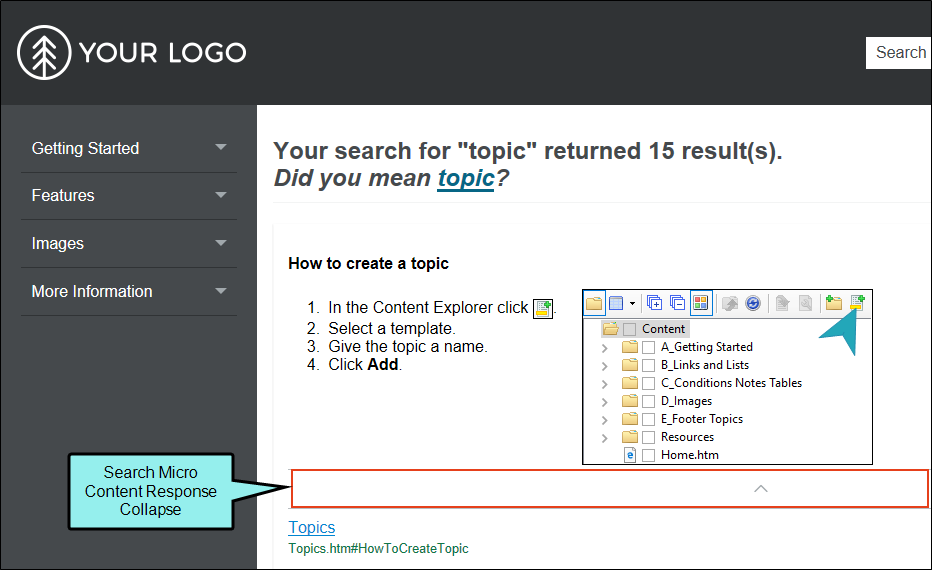 YOUR LOGO
Search
Getting Started
Features
Images
More Information
Your search for "topic" returned 15 result(s).
Did you mean topic?
How to create a topic
1. In the Content Explorer click .
2. Select a template.
3. Give the topic a name.
4. Click Add.
Content
A_Getting Started
B_Links and Lists
C_Conditions Notes Tables
D_Images
E_Footer Topics
Resources
Home.htm
Search Micro
Content Response
Collapse
Topics
Topics.htm#HowToCreateTopic